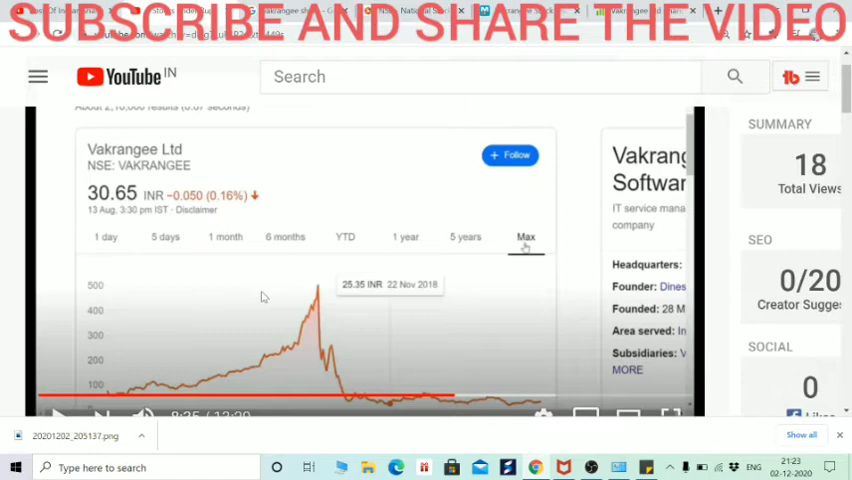 SUBSCRIBE AND SHARE THE VIDEO
YouTube IN
Search
Vakrangee Ltd
NSE: VAKRANGEE
+ Follow
30.65 INR −0.050 (0.16%) ↓
13 Aug, 3:30 pm IST · Disclaimer
1 day 5 days 1 month 6 months YTD 1 year 5 years Max
25.35 INR 22 Nov 2018
500
400
300
200
100
Vakrang
Software
IT service mana
company
Headquarters:
Founder: Dines
Founded: 28 M
Area served: In
Subsidiaries: V
MORE
SUMMARY
18
Total Views
SEO
0/20
Creator Sugges
SOCIAL
0
20201202_205137.png
Show all
Type here to search
ENG
21:23
02-12-2020